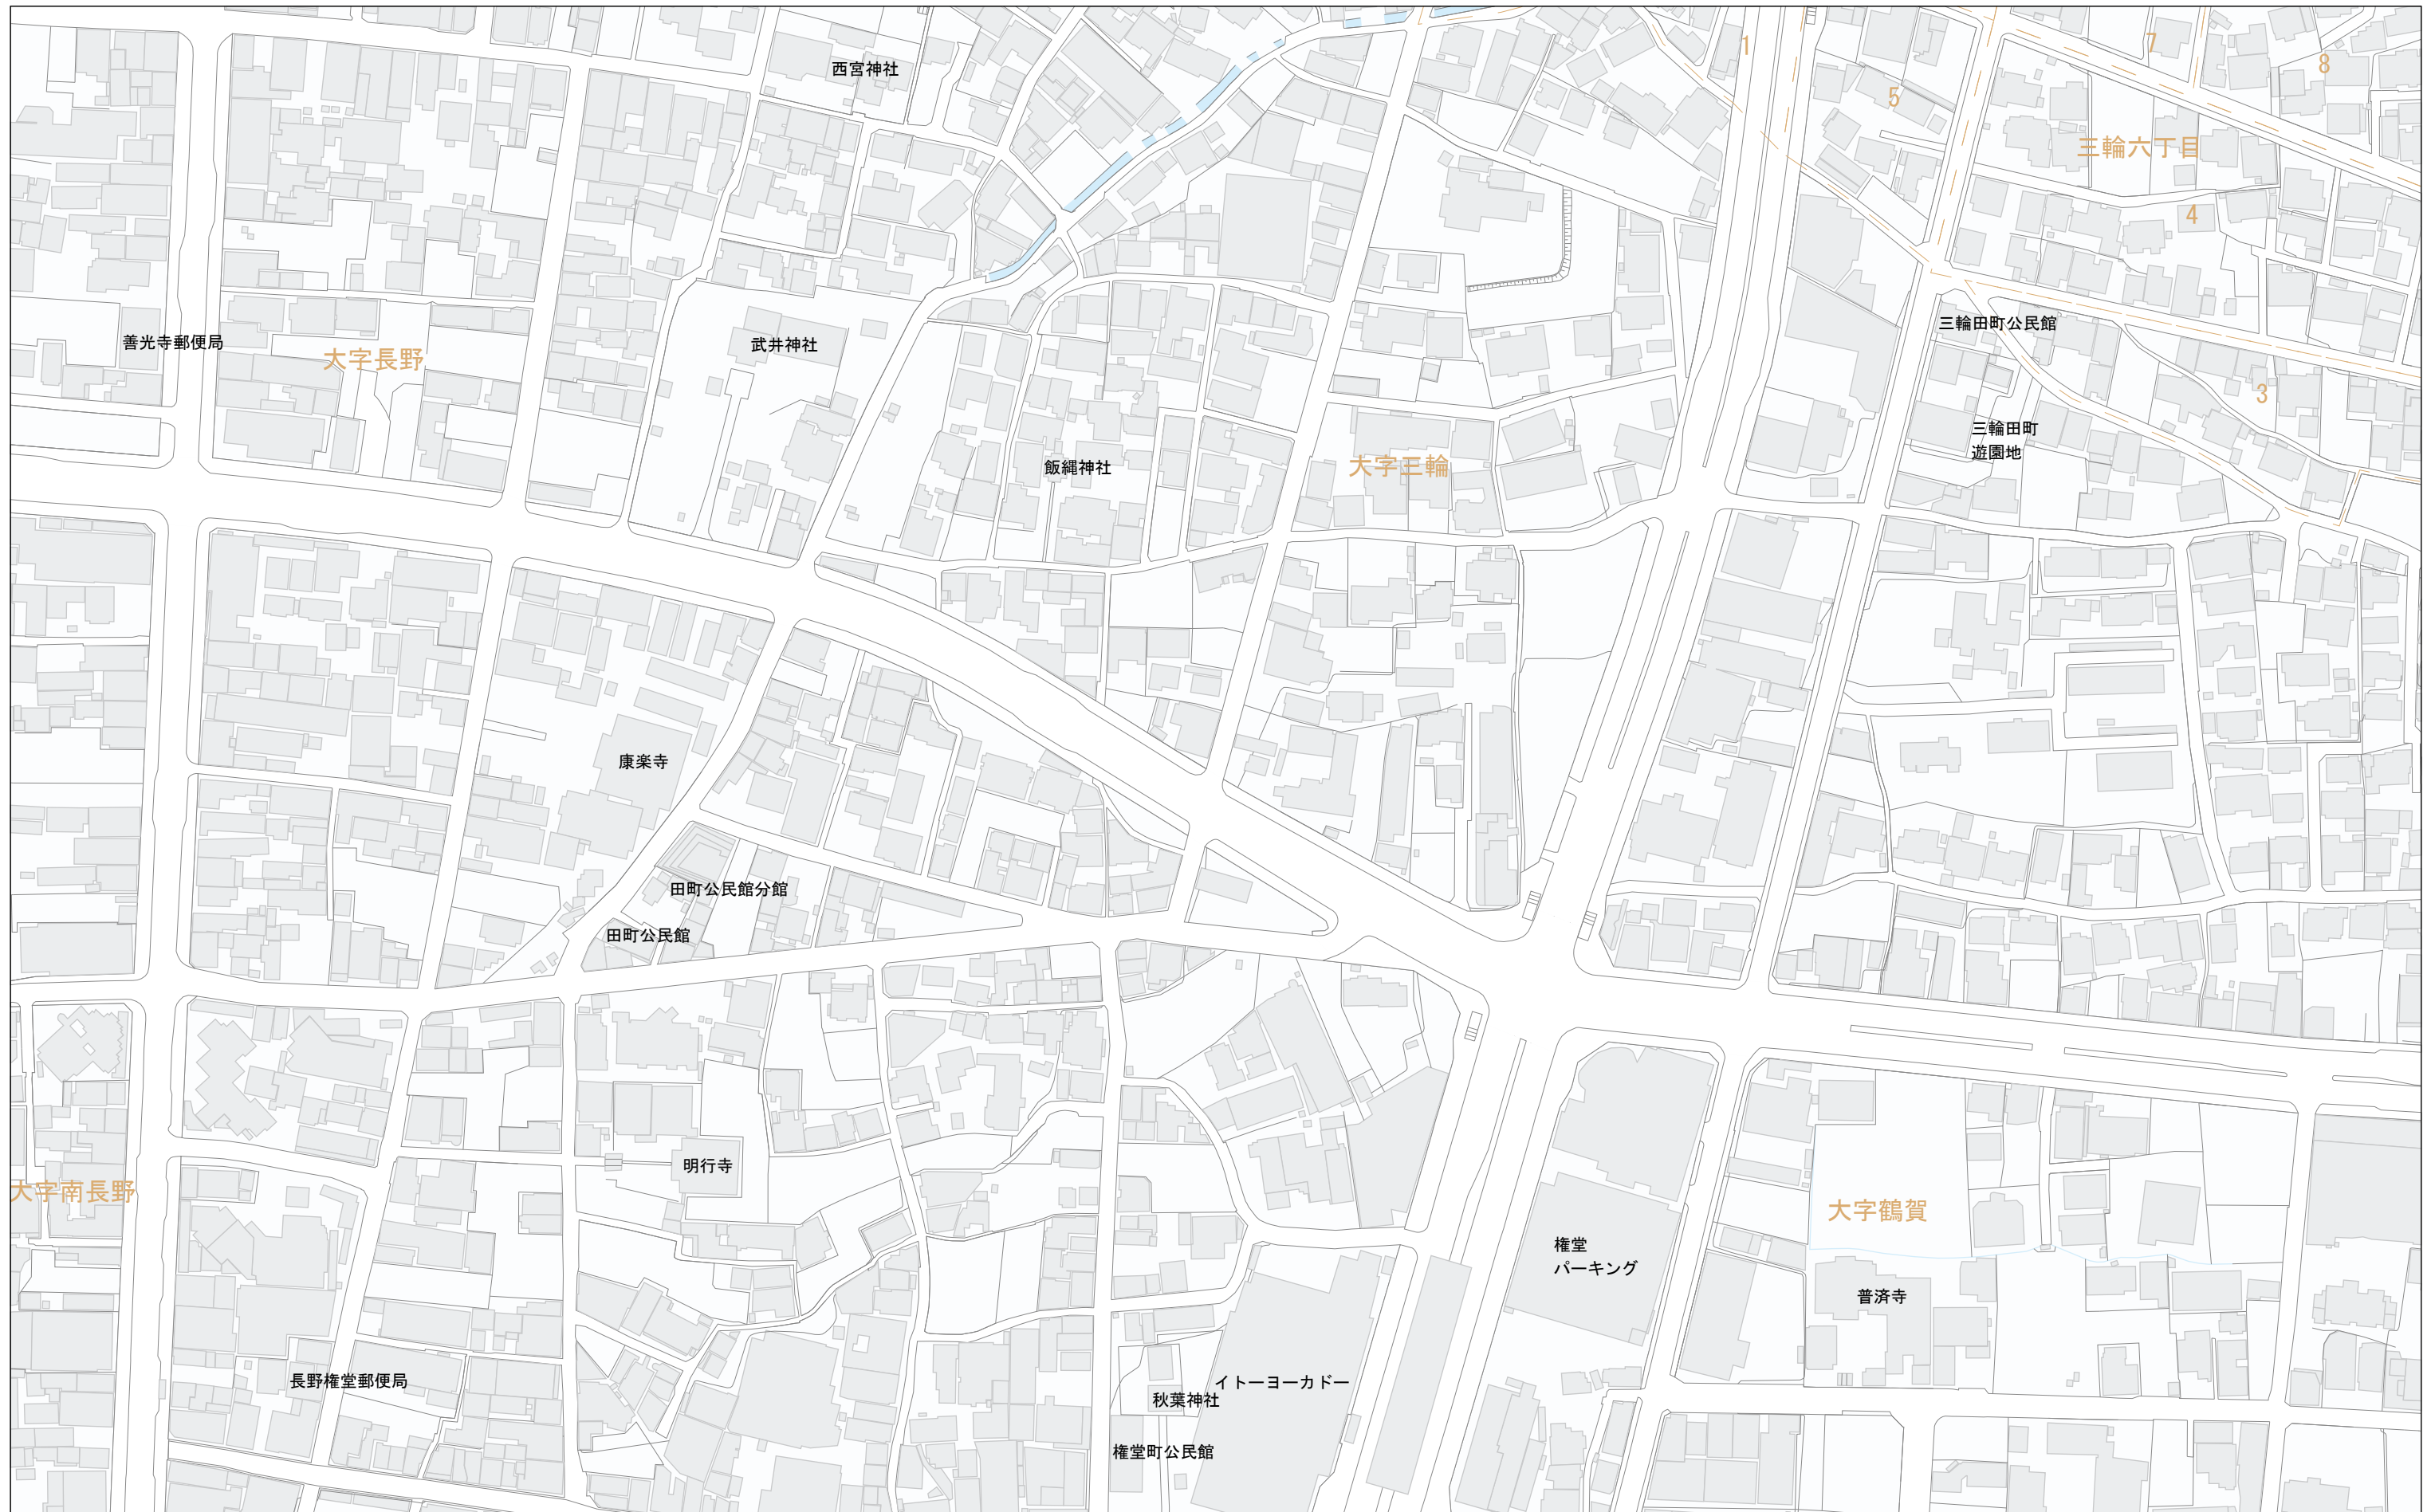 西宮神社
1
7
8
5
三輪六丁目
4
善光寺郵便局
大字長野
武井神社
三輪田町公民館
3
飯縄神社
大字三輪
三輪田町
遊園地
康楽寺
田町公民館分館
田町公民館
明行寺
大字南長野
大字鶴賀
権堂
パーキング
普済寺
長野権堂郵便局
イトーヨーカドー
秋葉神社
権堂町公民館